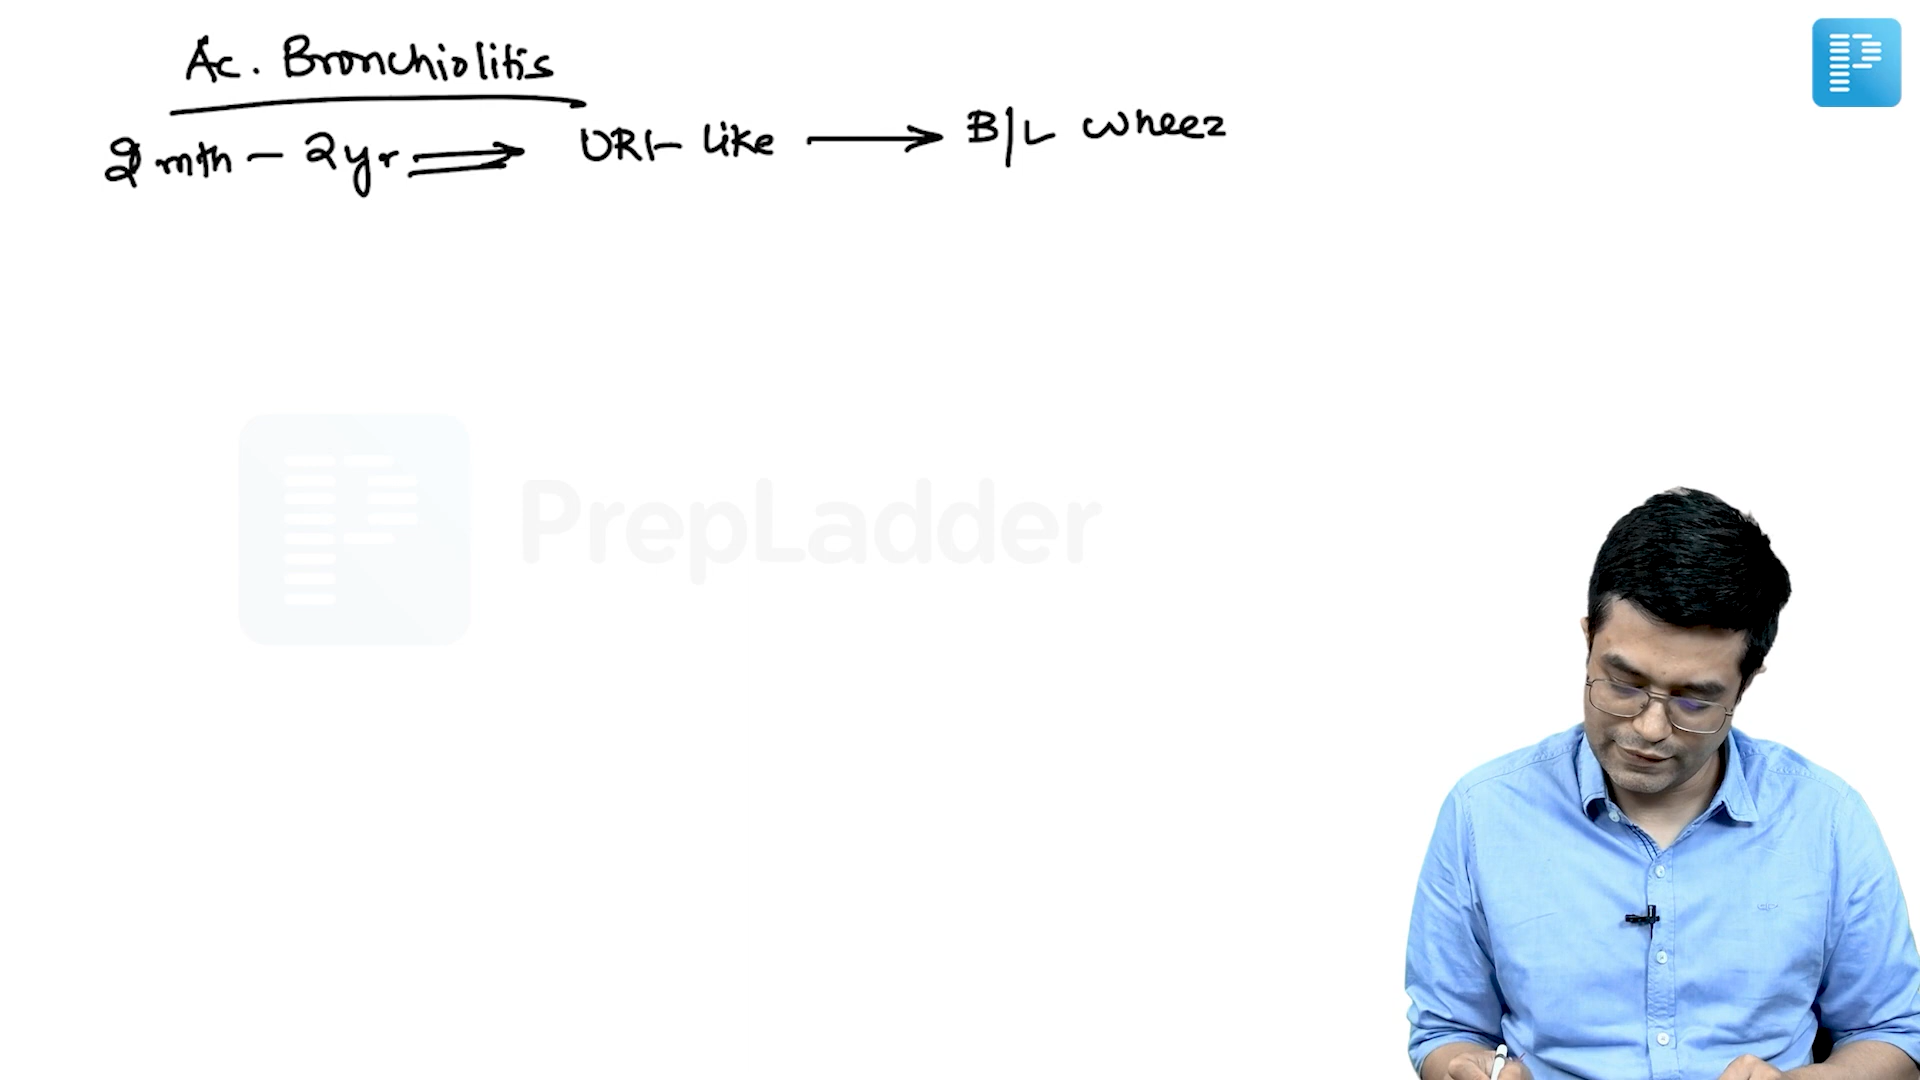 Ac. Bronchiolitis
2 mth - 2yr ⟹ URI-like ⟶ B/L wheez
PrepLadder